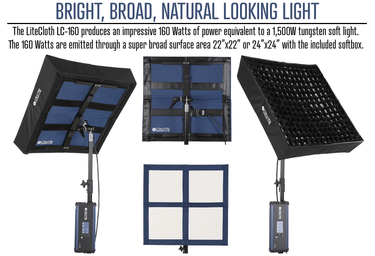 BRIGHT, BROAD, NATURAL LOOKING LIGHT
The LiteCloth LC-160 produces an impressive 160 Watts of power equivalent to a 1,500W tungsten soft light.
The 160 Watts are emitted through a super broad surface area 22"x22" or 24"x24" with the included softbox.